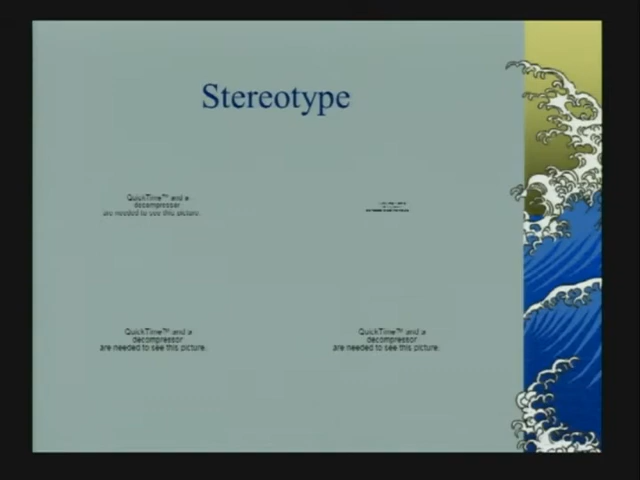 Stereotype
QuickTime™ and a
decompressor
are needed to see this picture.
QuickTime™ and a
decompressor
are needed to see this picture.
QuickTime™ and a
decompressor
are needed to see this picture.